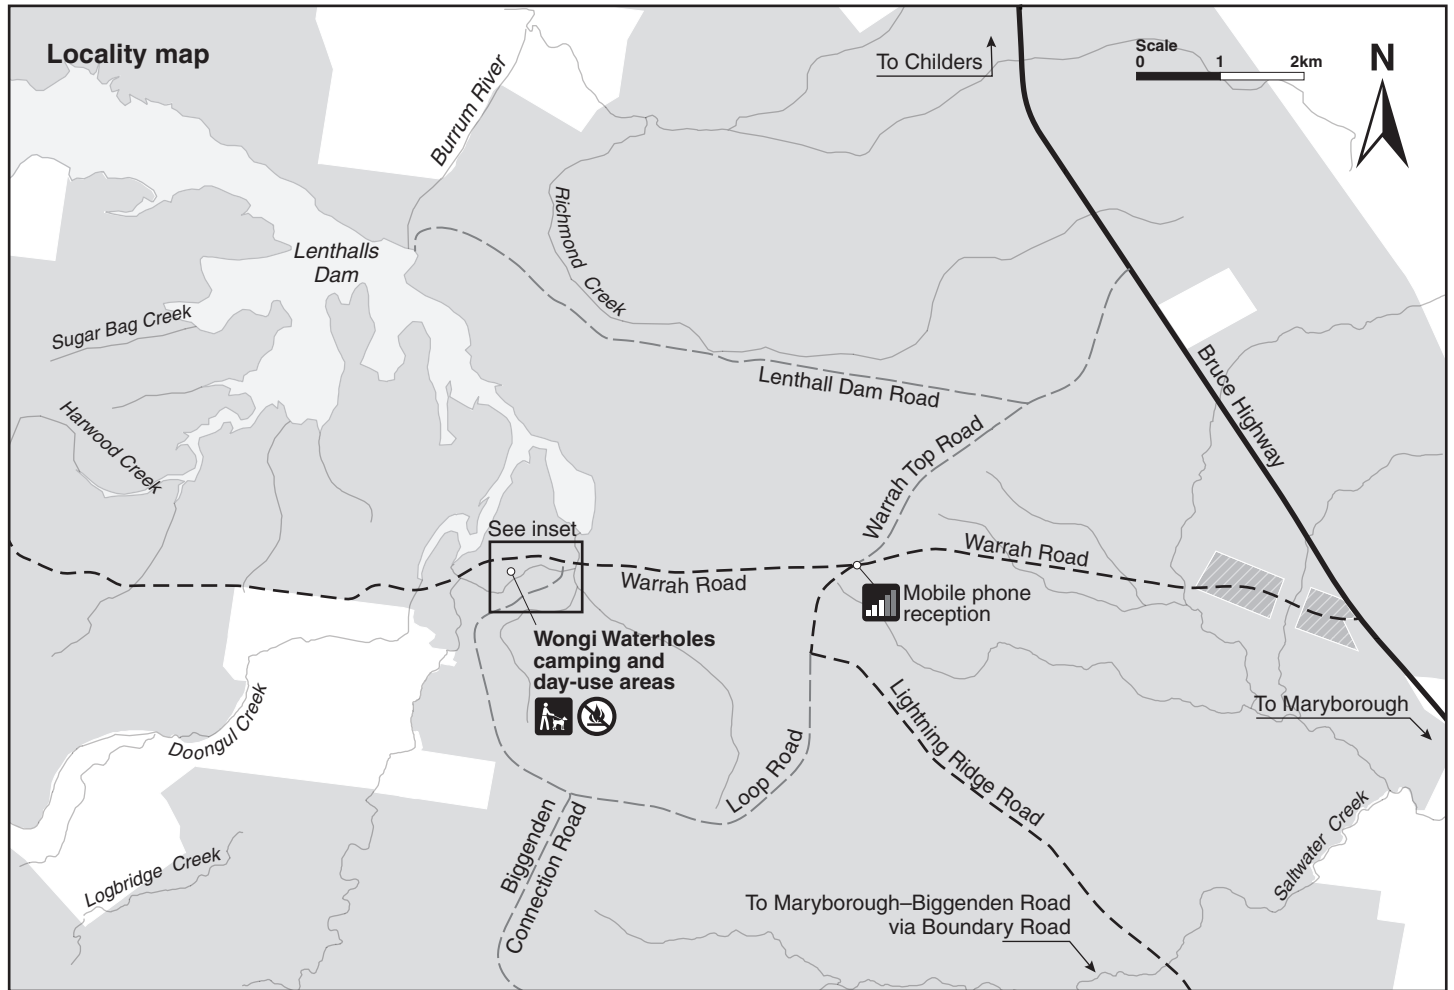 Locality map
To Childers
Scale
0 1 2km
N
Burrum River
Richmond Creek
Lenthalls
Dam
Sugar Bag Creek
Harwood Creek
Lenthall Dam Road
Bruce Highway
Warrah Top Road
See inset
Warrah Road
Warrah Road
Mobile phone
reception
Wongi Waterholes
camping and
day-use areas
Doongul Creek
Lightning Ridge Road
To Maryborough
Loop Road
Biggenden
Connection Road
Logbridge Creek
Saltwater Creek
To Maryborough–Biggenden Road
via Boundary Road